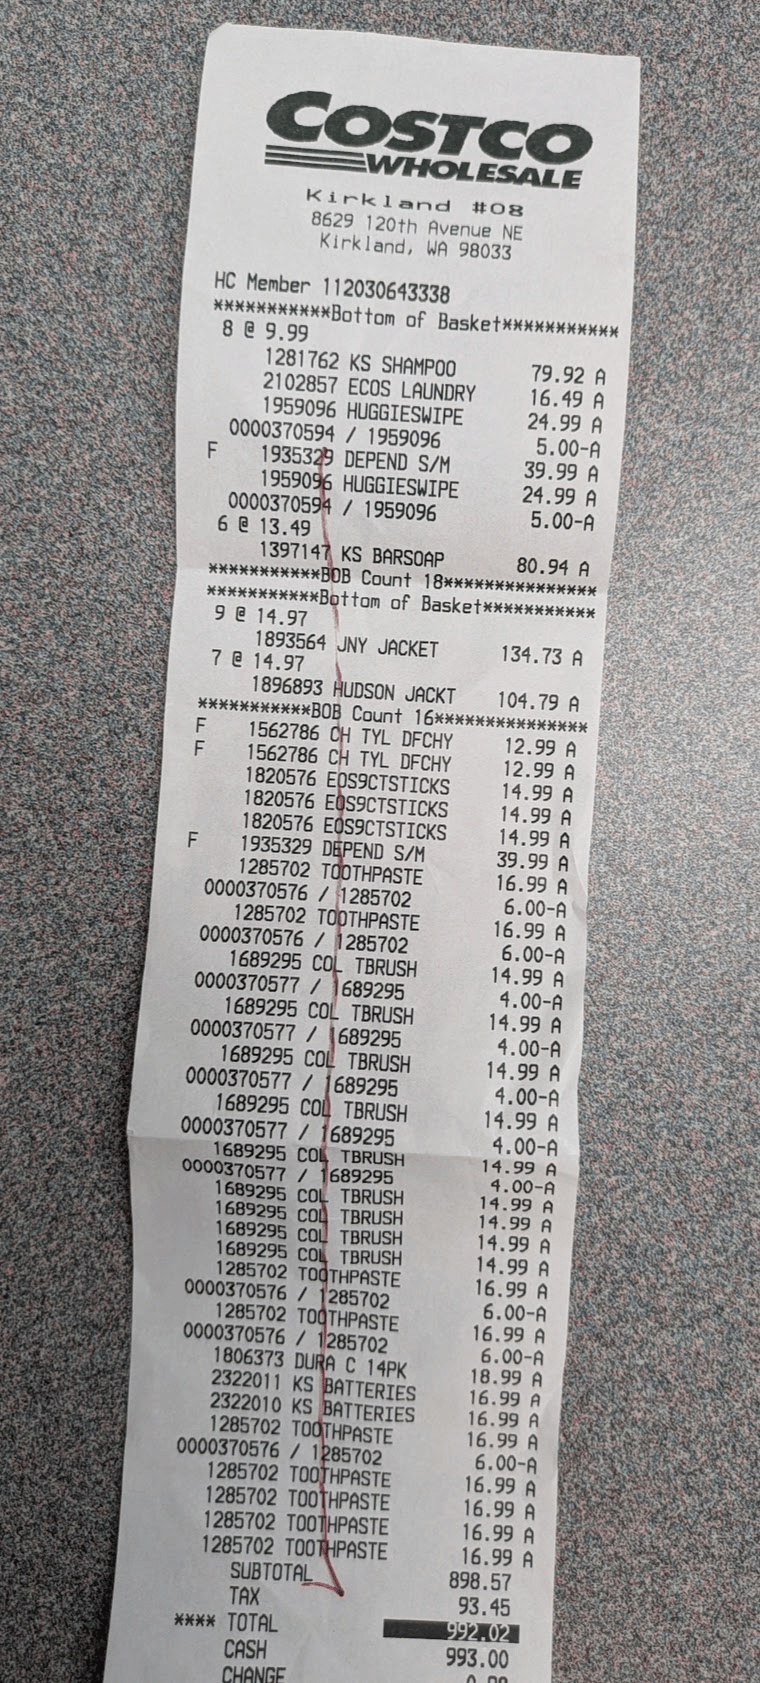 COSTCO
WHOLESALE
Kirkland #08
8629 120th Avenue NE
Kirkland, WA 98033
HC Member 112030643338
***********Bottom of Basket***********
8 @ 9.99
1281762 KS SHAMPOO 79.92 A
2102857 ECOS LAUNDRY 16.49 A
1959096 HUGGIESWIPE 24.99 A
0000370594 / 1959096 5.00-A
F 1935329 DEPEND S/M 39.99 A
1959096 HUGGIESWIPE 24.99 A
0000370594 / 1959096 5.00-A
6 @ 13.49
1397147 KS BARSOAP 80.94 A
***********BOB Count 18***************
***********Bottom of Basket***********
9 @ 14.97
1893564 JNY JACKET 134.73 A
7 @ 14.97
1896893 HUDSON JACKT 104.79 A
***********BOB Count 16***************
F 1562786 CH TYL DFCHY 12.99 A
F 1562786 CH TYL DFCHY 12.99 A
1820576 EOS9CTSTICKS 14.99 A
1820576 EOS9CTSTICKS 14.99 A
1820576 EOS9CTSTICKS 14.99 A
F 1935329 DEPEND S/M 39.99 A
1285702 TOOTHPASTE 16.99 A
0000370576 / 1285702 6.00-A
1285702 TOOTHPASTE 16.99 A
0000370576 / 1285702 6.00-A
1689295 COL TBRUSH 14.99 A
0000370577 / 1689295 4.00-A
1689295 COL TBRUSH 14.99 A
0000370577 / 1689295 4.00-A
1689295 COL TBRUSH 14.99 A
0000370577 / 1689295 4.00-A
1689295 COL TBRUSH 14.99 A
0000370577 / 1689295 4.00-A
1689295 COL TBRUSH 14.99 A
0000370577 / 1689295 4.00-A
1689295 COL TBRUSH 14.99 A
1689295 COL TBRUSH 14.99 A
1689295 COL TBRUSH 14.99 A
1689295 COL TBRUSH 14.99 A
1285702 TOOTHPASTE 16.99 A
0000370576 / 1285702 6.00-A
1285702 TOOTHPASTE 16.99 A
0000370576 / 1285702 6.00-A
1806373 DURA C 14PK 18.99 A
2322011 KS BATTERIES 16.99 A
2322010 KS BATTERIES 16.99 A
1285702 TOOTHPASTE 16.99 A
0000370576 / 1285702 6.00-A
1285702 TOOTHPASTE 16.99 A
1285702 TOOTHPASTE 16.99 A
1285702 TOOTHPASTE 16.99 A
1285702 TOOTHPASTE 16.99 A
SUBTOTAL 898.57
TAX 93.45
**** TOTAL 992.02
CASH 993.00
CHANGE